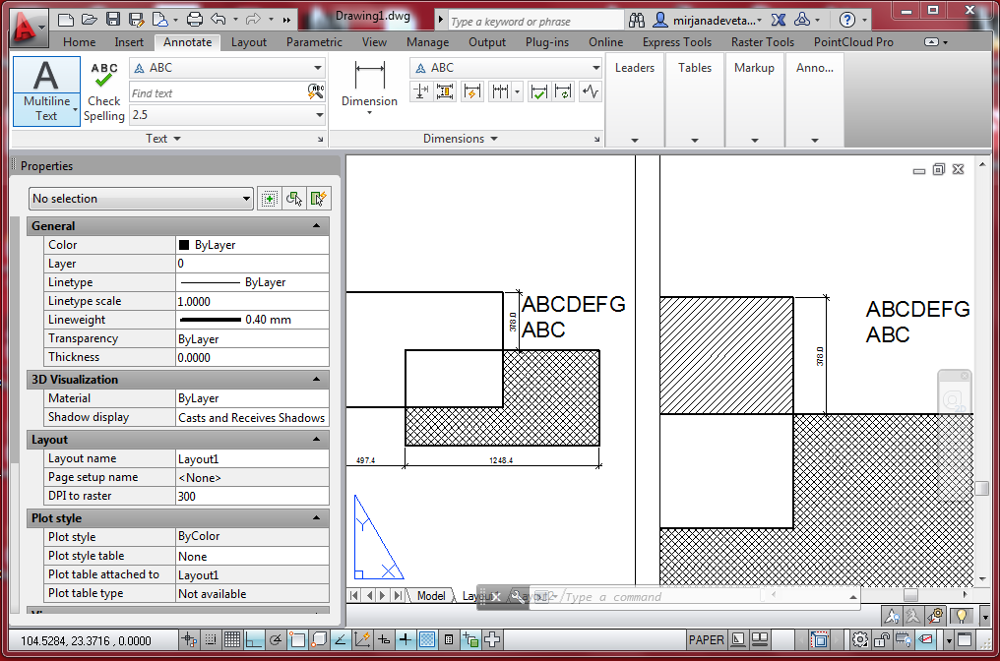 Drawing1.dwg
Type a keyword or phrase
mirjanadeveta...
Home Insert Annotate Layout Parametric View Manage Output Plug-ins Online Express Tools Raster Tools PointCloud Pro
A
Multiline
Text
ABC
Check
Spelling
ABC
Find text
ABC
2.5
Text
Dimension
ABC
Dimensions
Leaders
Tables
Markup
Anno...
Properties
No selection
General
Color ByLayer
Layer 0
Linetype ByLayer
Linetype scale 1.0000
Lineweight 0.40 mm
Transparency ByLayer
Thickness 0.0000
3D Visualization
Material ByLayer
Shadow display Casts and Receives Shadows
Layout
Layout name Layout1
Page setup name <None>
DPI to raster 300
Plot style
Plot style ByColor
Plot style table None
Plot table attached to Layout1
Plot table type Not available
ABCDEFG
ABC
378.0
497.4
1248.4
Y
X
ABCDEFG
ABC
378.0
Model
Type a command
104.5284, 23.3716 , 0.0000
PAPER